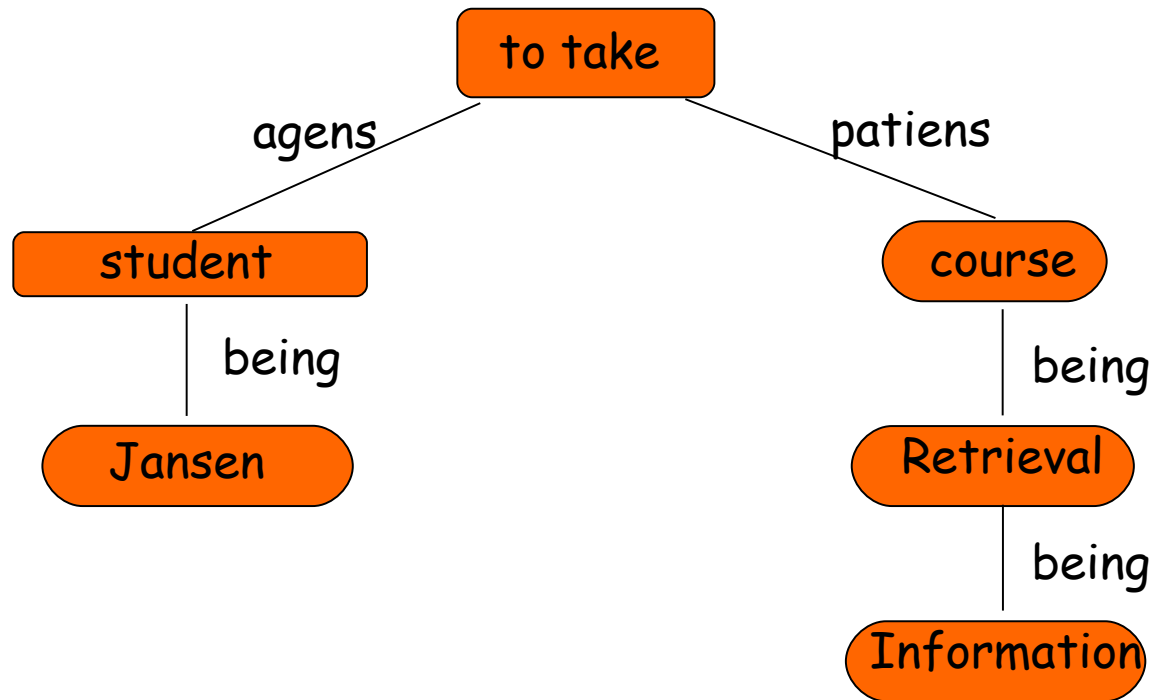 to take
agens
patiens
student
course
being
being
Jansen
Retrieval
being
Information